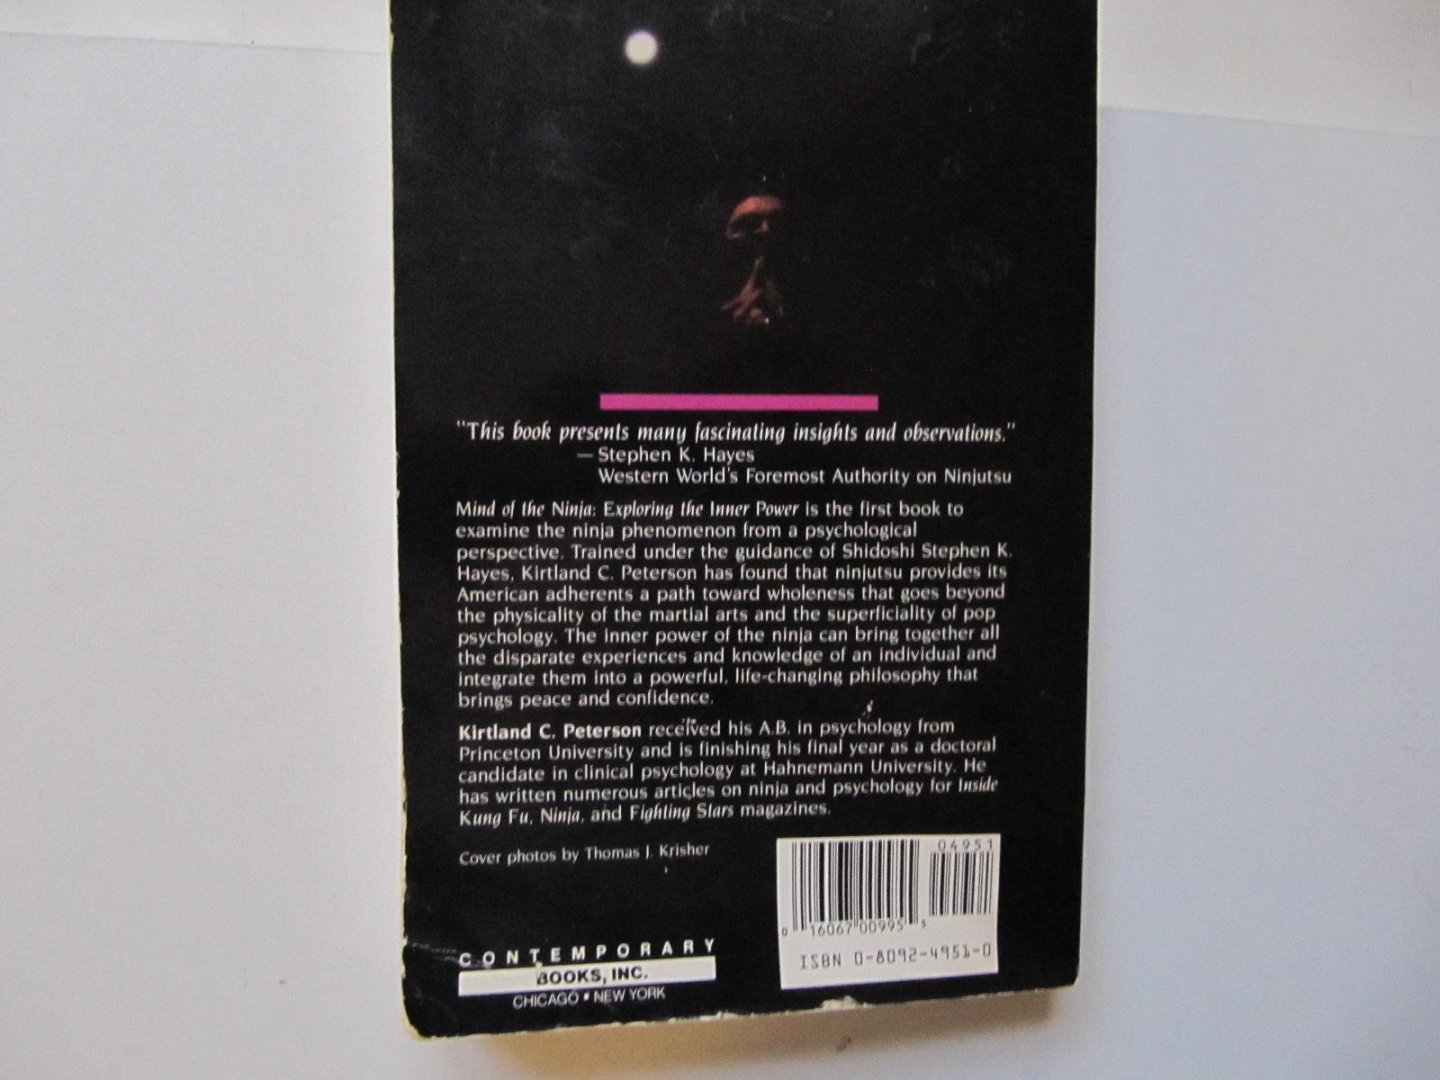 "This book presents many fascinating insights and observations."
— Stephen K. Hayes
Western World's Foremost Authority on Ninjutsu
Mind of the Ninja: Exploring the Inner Power is the first book to
examine the ninja phenomenon from a psychological
perspective. Trained under the guidance of Shidoshi Stephen K.
Hayes, Kirtland C. Peterson has found that ninjutsu provides its
American adherents a path toward wholeness that goes beyond
the physicality of the martial arts and the superficiality of pop
psychology. The inner power of the ninja can bring together all
the disparate experiences and knowledge of an individual and
integrate them into a powerful, life-changing philosophy that
brings peace and confidence.
Kirtland C. Peterson received his A.B. in psychology from
Princeton University and is finishing his final year as a doctoral
candidate in clinical psychology at Hahnemann University. He
has written numerous articles on ninja and psychology for Inside
Kung Fu, Ninja, and Fighting Stars magazines.
Cover photos by Thomas J. Krisher
04951
0 16067 00995 5
ISBN 0-8092-4951-0
CONTEMPORARY
BOOKS, INC.
CHICAGO • NEW YORK